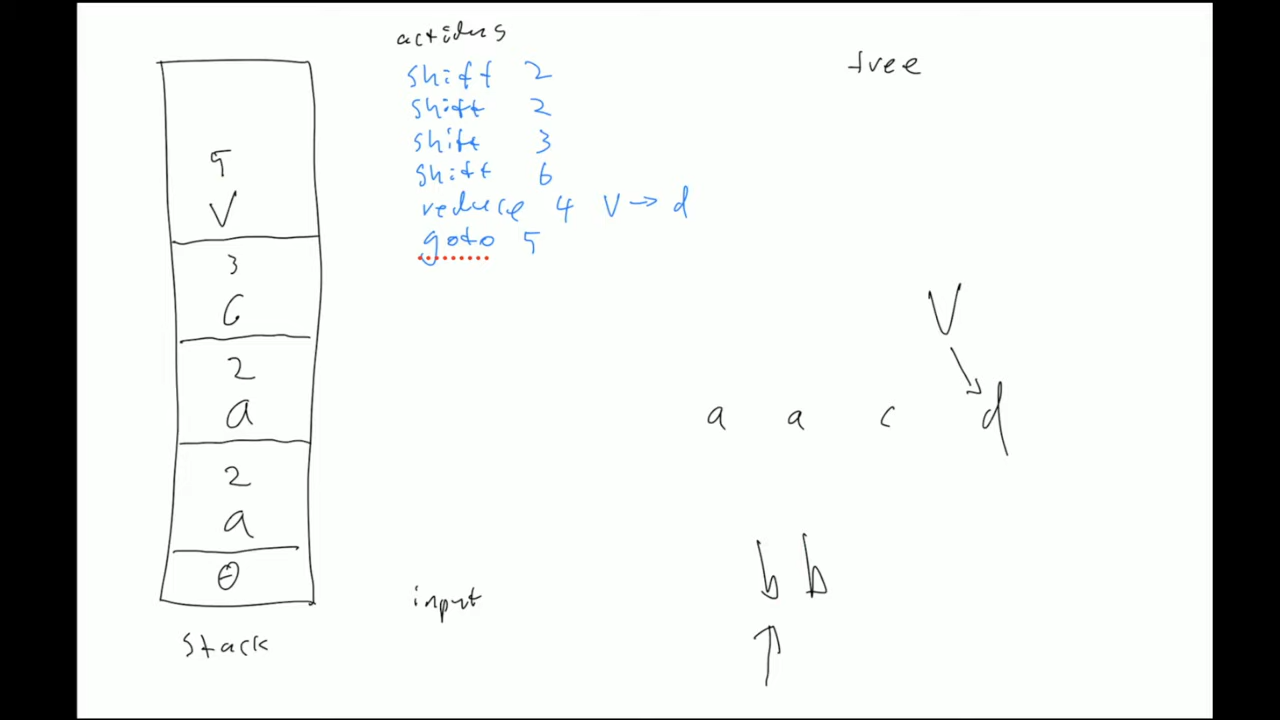 actions
shift 2
shift 2
shift 3
shift 6
reduce 4 V → d
goto 5
tree
5
V
3
c
2
a
2
a
0
stack
V
a a c d
b b
input